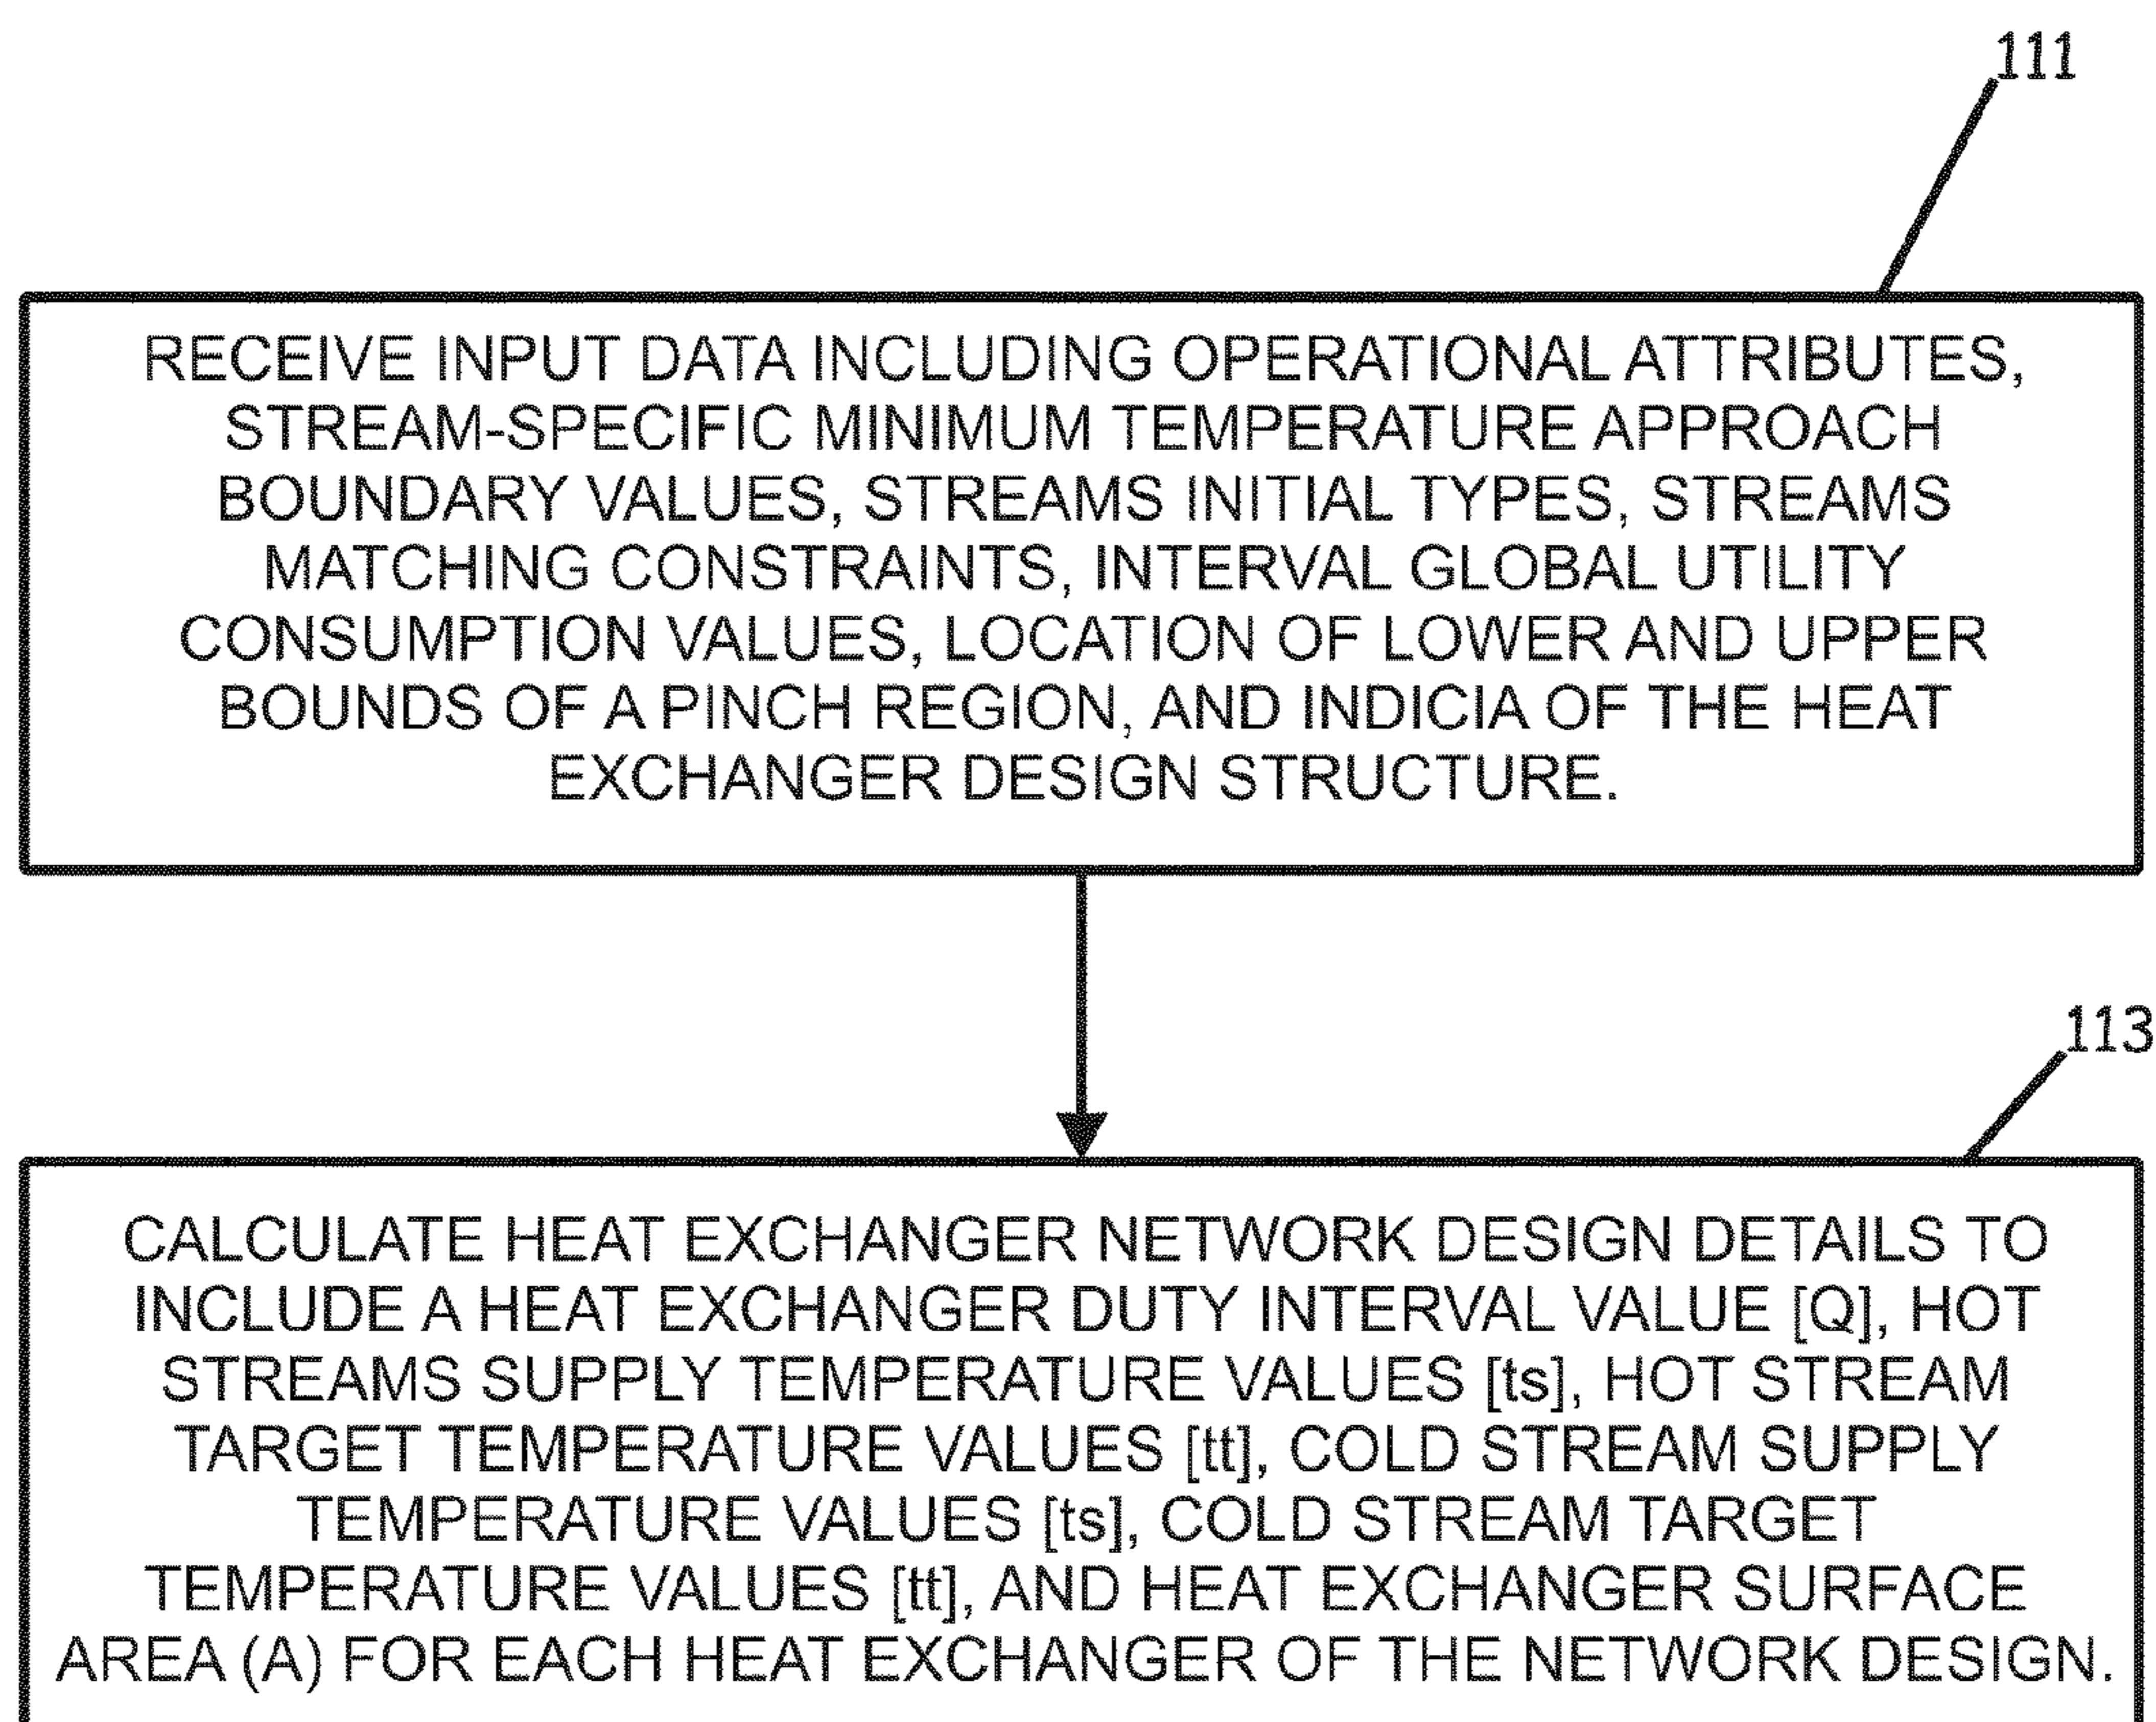 111
RECEIVE INPUT DATA INCLUDING OPERATIONAL ATTRIBUTES,
STREAM-SPECIFIC MINIMUM TEMPERATURE APPROACH
BOUNDARY VALUES, STREAMS INITIAL TYPES, STREAMS
MATCHING CONSTRAINTS, INTERVAL GLOBAL UTILITY
CONSUMPTION VALUES, LOCATION OF LOWER AND UPPER
BOUNDS OF A PINCH REGION, AND INDICIA OF THE HEAT
EXCHANGER DESIGN STRUCTURE.
113
CALCULATE HEAT EXCHANGER NETWORK DESIGN DETAILS TO
INCLUDE A HEAT EXCHANGER DUTY INTERVAL VALUE [Q], HOT
STREAMS SUPPLY TEMPERATURE VALUES [ts], HOT STREAM
TARGET TEMPERATURE VALUES [tt], COLD STREAM SUPPLY
TEMPERATURE VALUES [ts], COLD STREAM TARGET
TEMPERATURE VALUES [tt], AND HEAT EXCHANGER SURFACE
AREA (A) FOR EACH HEAT EXCHANGER OF THE NETWORK DESIGN.